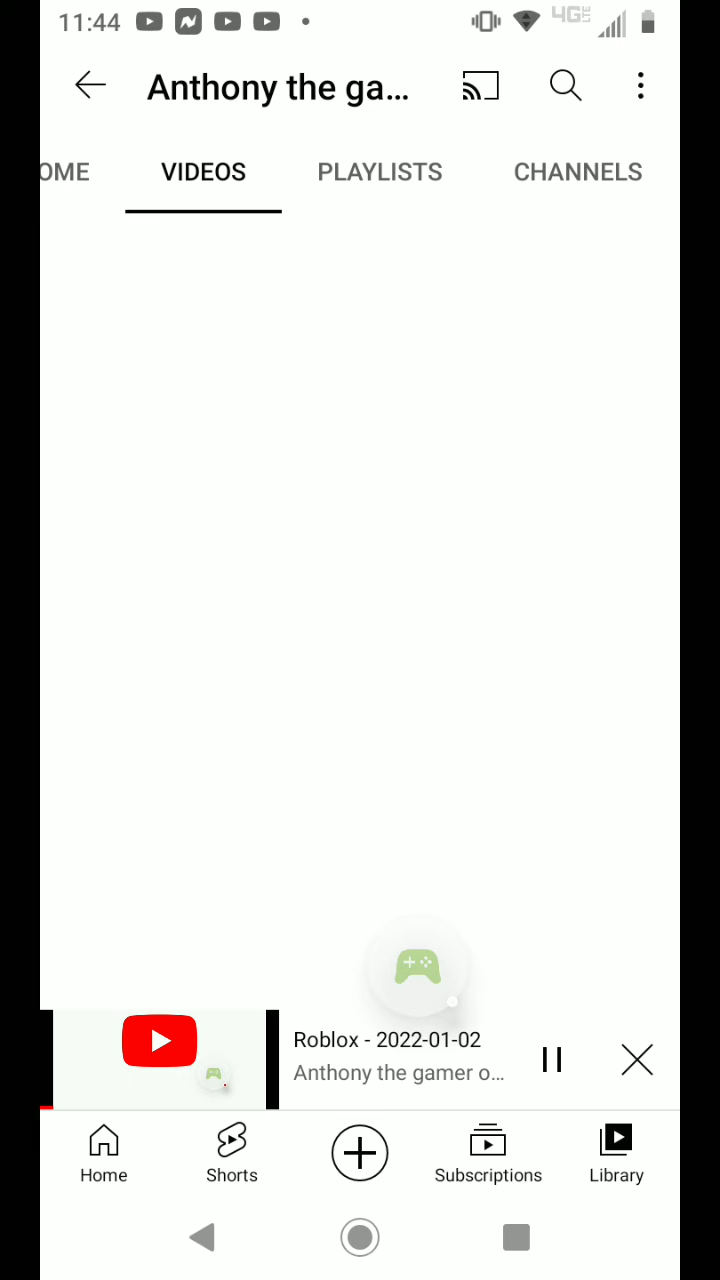 11:44
4G
Anthony the ga...
OME VIDEOS PLAYLISTS CHANNELS
Roblox - 2022-01-02
Anthony the gamer o...
Home Shorts Subscriptions Library